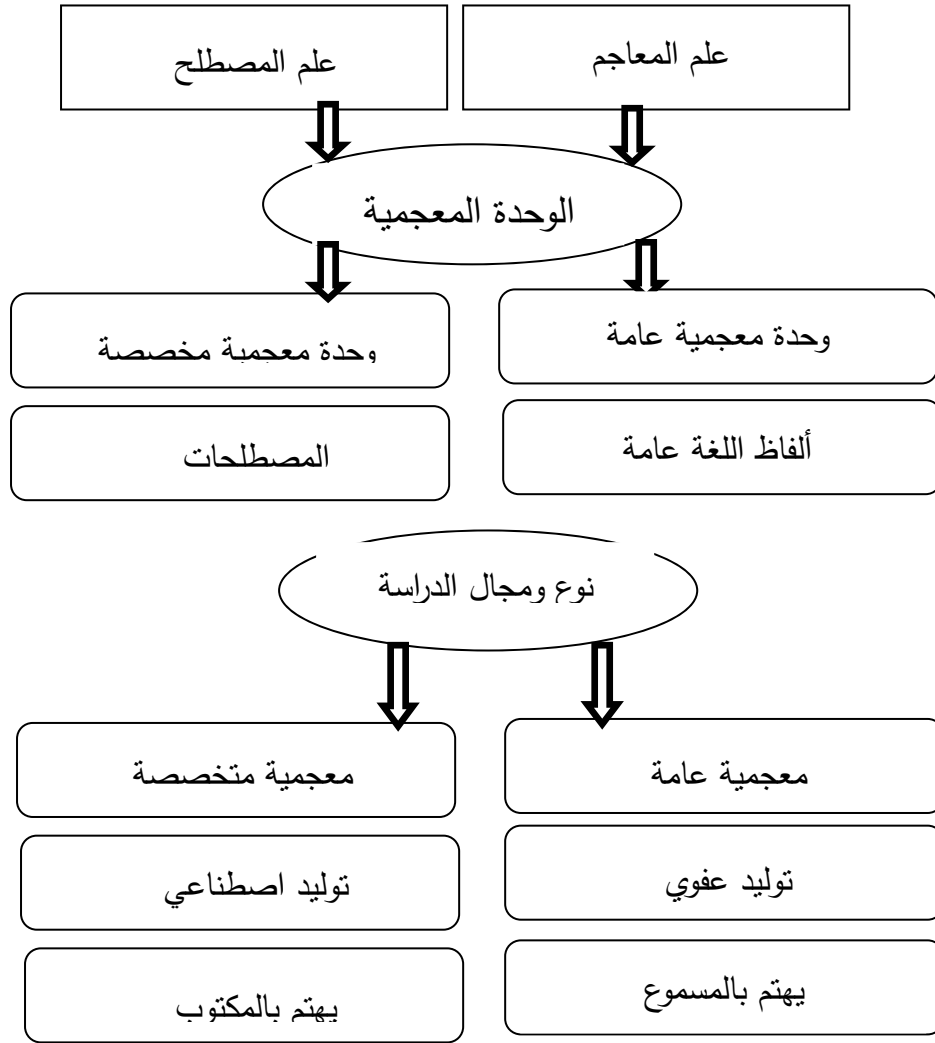 علم المعاجم
علم المصطلح
الوحدة المعجمية
وحدة معجمية عامة
وحدة معجمية مخصصة
ألفاظ اللغة عامة
المصطلحات
نوع ومجال الدراسة
معجمية عامة
معجمية متخصصة
توليد عفوي
توليد اصطناعي
يهتم بالمسموع
يهتم بالمكتوب